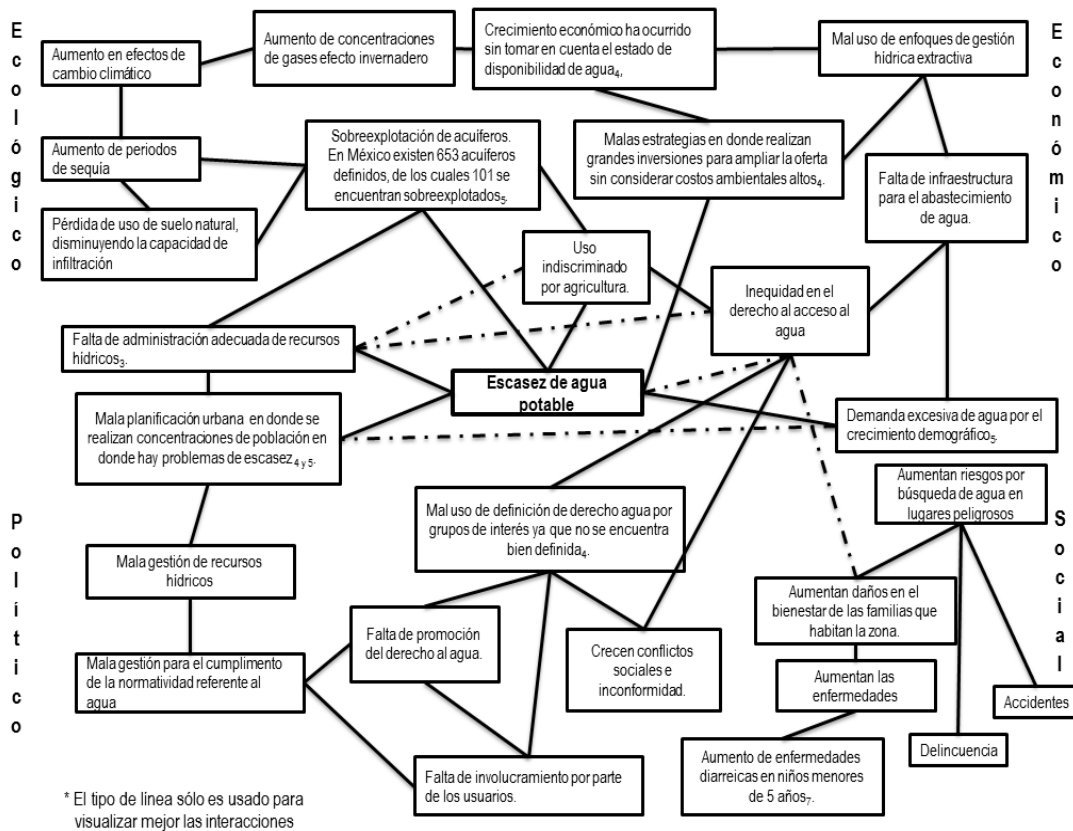 Ecológico
Económico
Aumento en efectos de
cambio climático
Aumento de concentraciones
de gases efecto invernadero
Crecimiento económico ha ocurrido
sin tomar en cuenta el estado de
disponibilidad de agua4,
Mal uso de enfoques de gestión
hídrica extractiva
Aumento de periodos
de sequía
Sobreexplotación de acuíferos.
En México existen 653 acuíferos
definidos, de los cuales 101 se
encuentran sobreexplotados5.
Malas estrategias en donde realizan
grandes inversiones para ampliar la oferta
sin considerar costos ambientales altos4.
Falta de infraestructura
para el abastecimiento
de agua.
Pérdida de uso de suelo natural,
disminuyendo la capacidad de
infiltración
Uso
indiscriminado
por agricultura.
Inequidad en el
derecho al acceso al
agua
Falta de administración adecuada de recursos
hídricos3.
Escasez de agua
potable
Mala planificación urbana en donde se
realizan concentraciones de población en
donde hay problemas de escasez4 y 5.
Demanda excesiva de agua por el
crecimiento demográfico5.
Aumentan riesgos por
búsqueda de agua en
lugares peligrosos
Político
Social
Mal uso de definición de derecho agua por
grupos de interés ya que no se encuentra
bien definida4.
Mala gestión de recursos
hídricos
Aumentan daños en el
bienestar de las familias que
habitan la zona.
Falta de promoción
del derecho al agua.
Crecen conflictos
sociales e
inconformidad.
Mala gestión para el cumplimento
de la normatividad referente al
agua
Aumentan las
enfermedades
Accidentes
Delincuencia
Falta de involucramiento por parte
de los usuarios.
Aumento de enfermedades
diarreicas en niños menores
de 5 años7.
* El tipo de línea sólo es usado para
visualizar mejor las interacciones